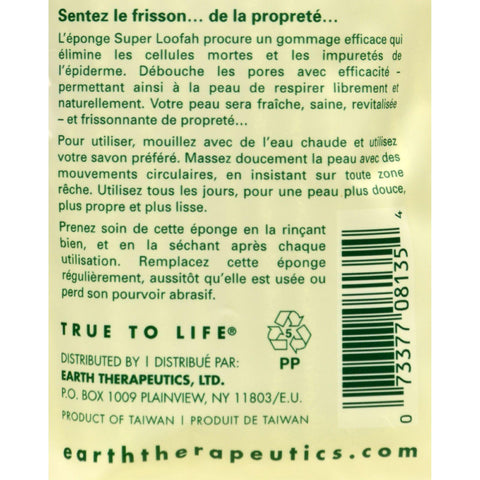 Sentez le frisson... de la propreté...
L'éponge Super Loofah procure un gommage efficace qui
élimine les cellules mortes et les impuretés de
l'épiderme. Débouche les pores avec efficacité -
permettant ainsi à la peau de respirer librement et
naturellement. Votre peau sera fraîche, saine, revitalisée
– et frissonnante de propreté...
Pour utiliser, mouillez avec de l'eau chaude et utilisez
votre savon préféré. Massez doucement la peau avec des
mouvements circulaires, en insistant sur toute zone
rêche. Utilisez tous les jours, pour une peau plus douce,
plus propre et plus lisse.
Prenez soin de cette éponge en la rinçant
bien, et en la séchant après chaque
utilisation. Remplacez cette éponge
régulièrement, aussitôt qu'elle est usée ou
perd son pourvoir abrasif.
TRUE TO LIFE®
5
PP
DISTRIBUTED BY | DISTRIBUÉ PAR:
EARTH THERAPEUTICS, LTD.
P.O. BOX 1009 PLAINVIEW, NY 11803/E.U.
PRODUCT OF TAIWAN | PRODUIT DE TAIWAN
0 73377 08135 4
earththerapeutics.com